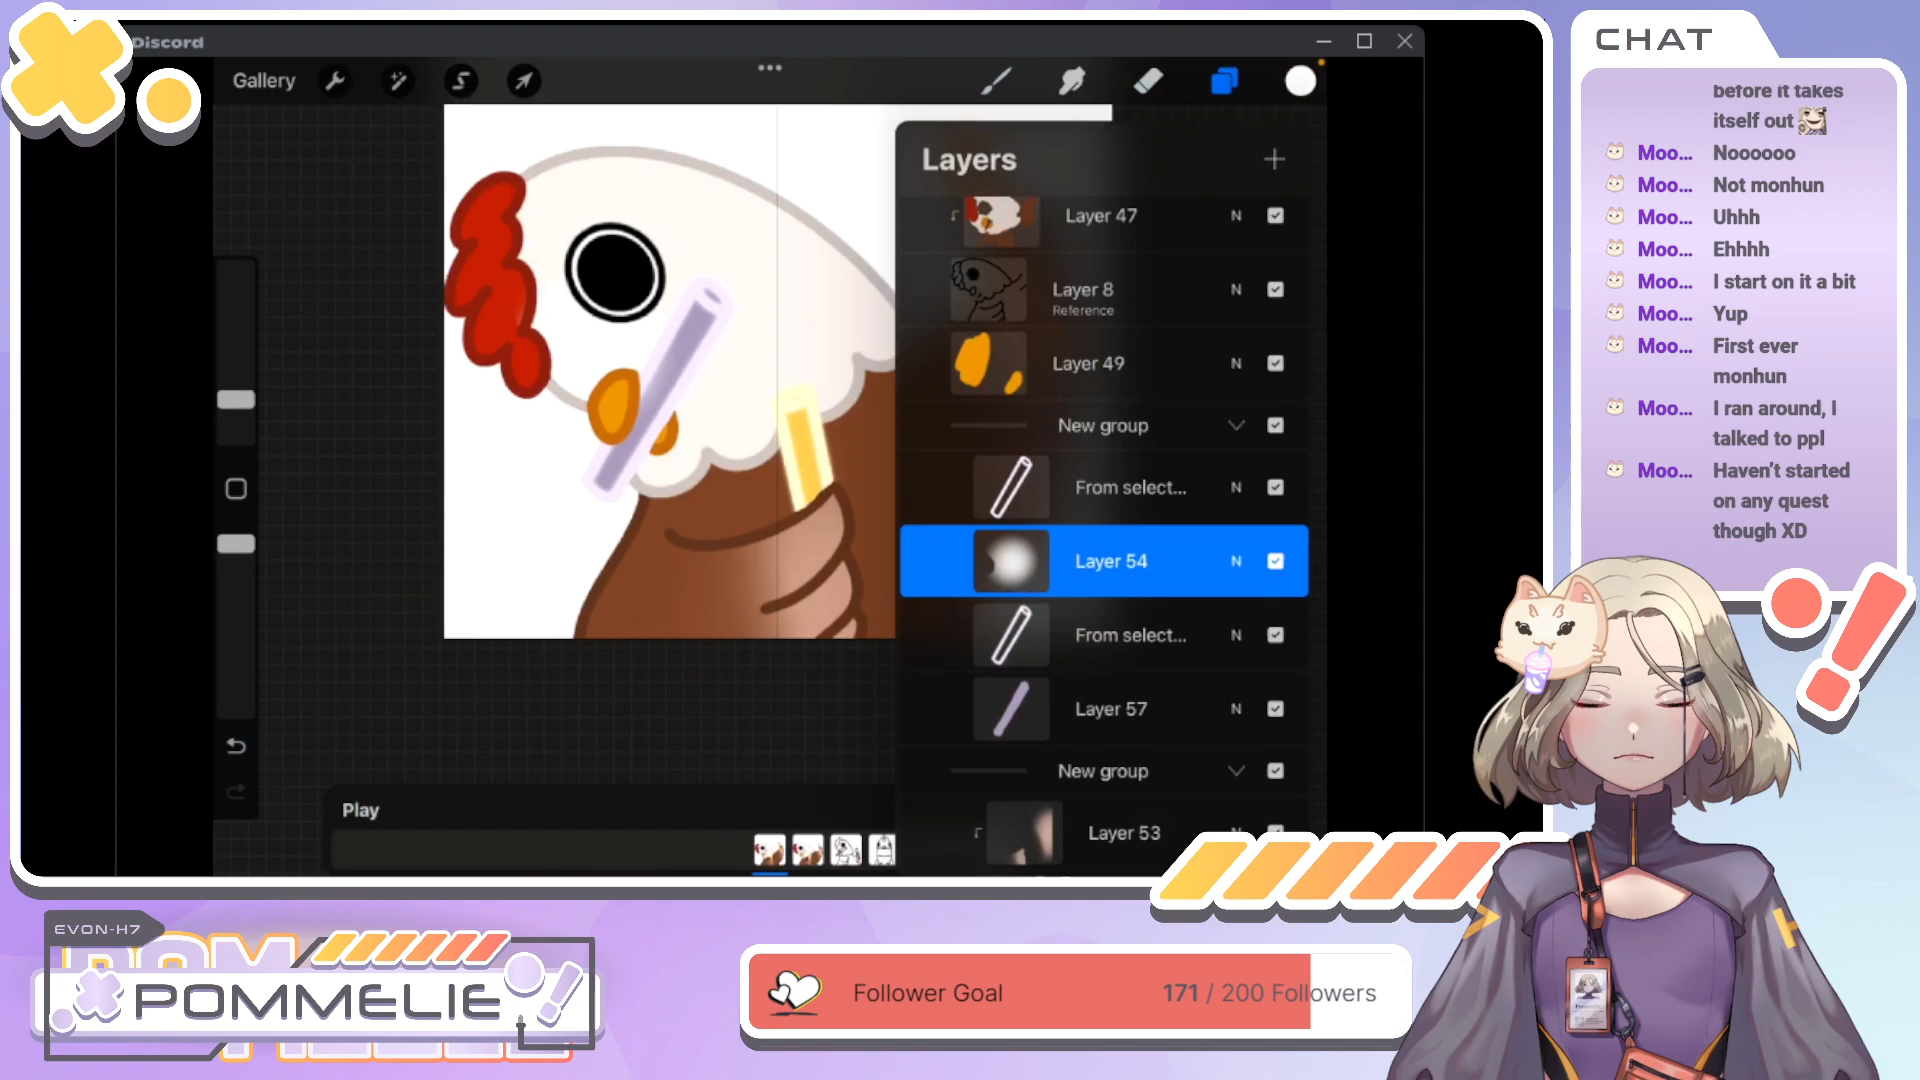 Discord
Gallery
Layers
Layer 47 N
Layer 8 N
Reference
Layer 49 N
New group
From select... N
Layer 54 N
From select... N
Layer 57 N
New group
Layer 53 N
Play
CHAT
before it takes
itself out
Moo... Noooooo
Moo... Not monhun
Moo... Uhhh
Moo... Ehhhh
Moo... I start on it a bit
Moo... Yup
Moo... First ever
monhun
Moo... I ran around, I
talked to ppl
Moo... Haven't started
on any quest
though XD
EVON-H7
POMMELIE
Follower Goal 171 / 200 Followers